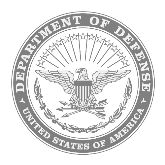 DEPARTMENT OF DEFENSE
UNITED STATES OF AMERICA